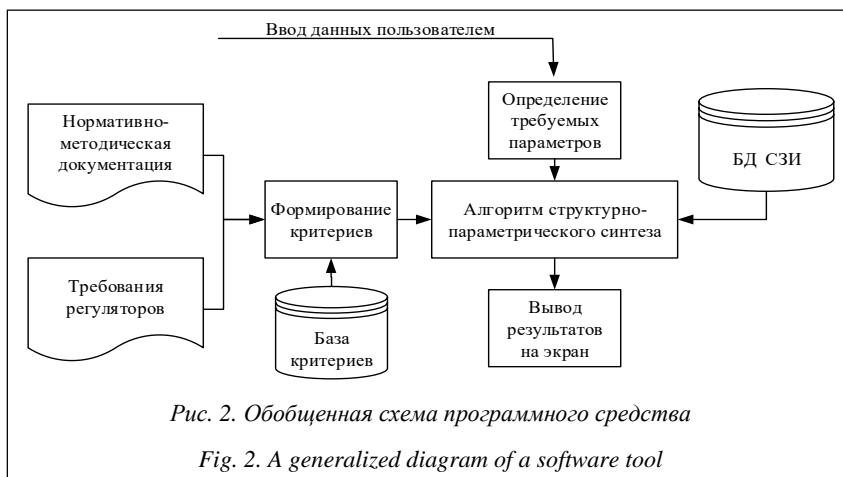 Ввод данных пользователем
Определение
требуемых
параметров
Нормативно-
методическая
документация
БД СЗИ
Формирование
критериев
Алгоритм структурно-
параметрического синтеза
Требования
регуляторов
База
критериев
Вывод
результатов
на экран
Рис. 2. Обобщенная схема программного средства
Fig. 2. A generalized diagram of a software tool